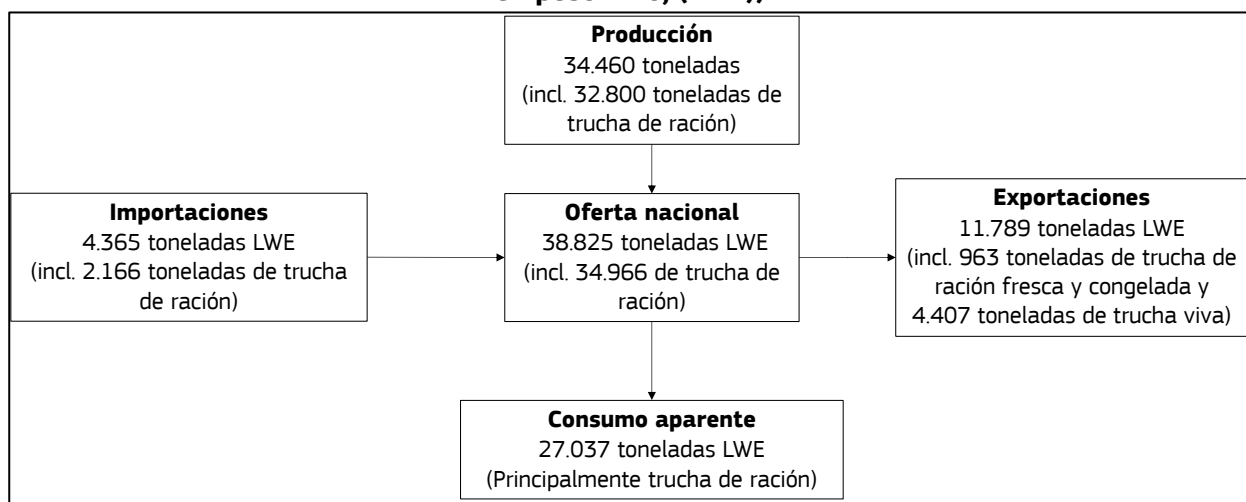 Producción
34.460 toneladas
(incl. 32.800 toneladas de
trucha de ración)
Importaciones
4.365 toneladas LWE
(incl. 2.166 toneladas de trucha
de ración)
Oferta nacional
38.825 toneladas LWE
(incl. 34.966 de trucha de
ración)
Exportaciones
11.789 toneladas LWE
(incl. 963 toneladas de trucha de
ración fresca y congelada y
4.407 toneladas de trucha viva)
Consumo aparente
27.037 toneladas LWE
(Principalmente trucha de ración)